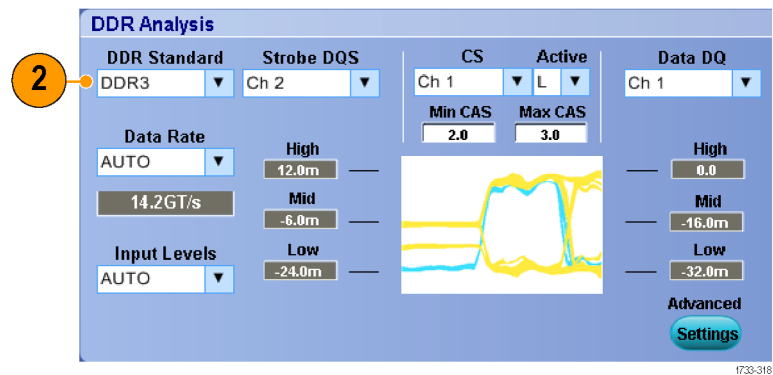 DDR Analysis
DDR Standard
DDR3
Strobe DQS
Ch 2
CS
Ch 1
Active
L
Data DQ
Ch 1
2
Min CAS
2.0
Max CAS
3.0
Data Rate
AUTO
14.2GT/s
Input Levels
AUTO
High
12.0m
Mid
-6.0m
Low
-24.0m
High
0.0
Mid
-16.0m
Low
-32.0m
Advanced
Settings
1733-318